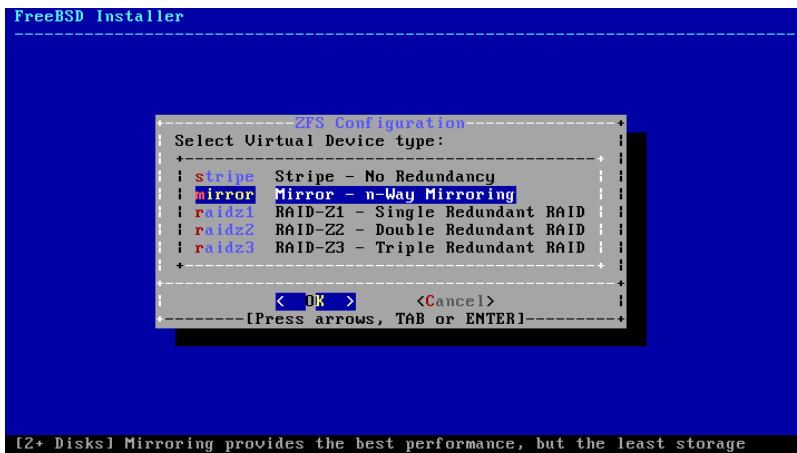 FreeBSD Installer
ZFS Configuration
Select Virtual Device type:
stripe Stripe - No Redundancy
mirror Mirror - n-Way Mirroring
raidz1 RAID-Z1 - Single Redundant RAID
raidz2 RAID-Z2 - Double Redundant RAID
raidz3 RAID-Z3 - Triple Redundant RAID
< OK > <Cancel>
[Press arrows, TAB or ENTER]
[2+ Disks] Mirroring provides the best performance, but the least storage